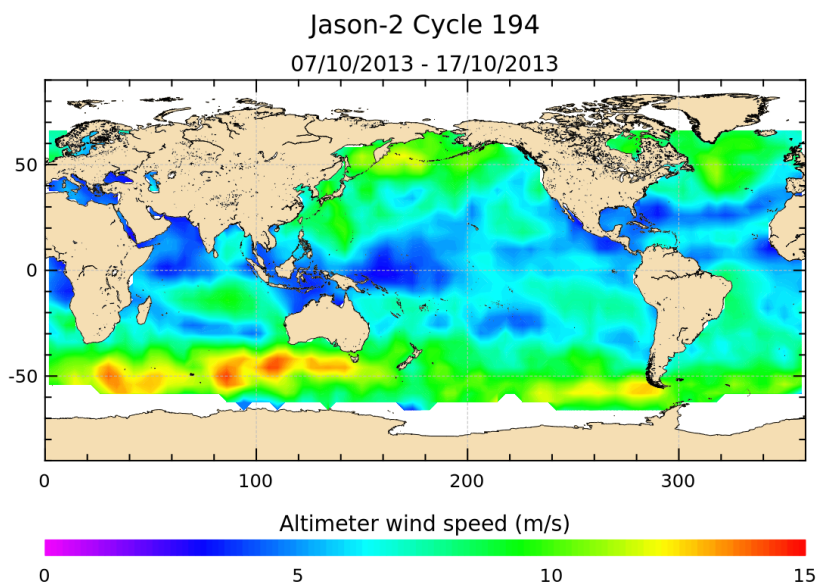 Jason-2 Cycle 194
07/10/2013 - 17/10/2013
50
0
-50
0 100 200 300
Altimeter wind speed (m/s)
0 5 10 15